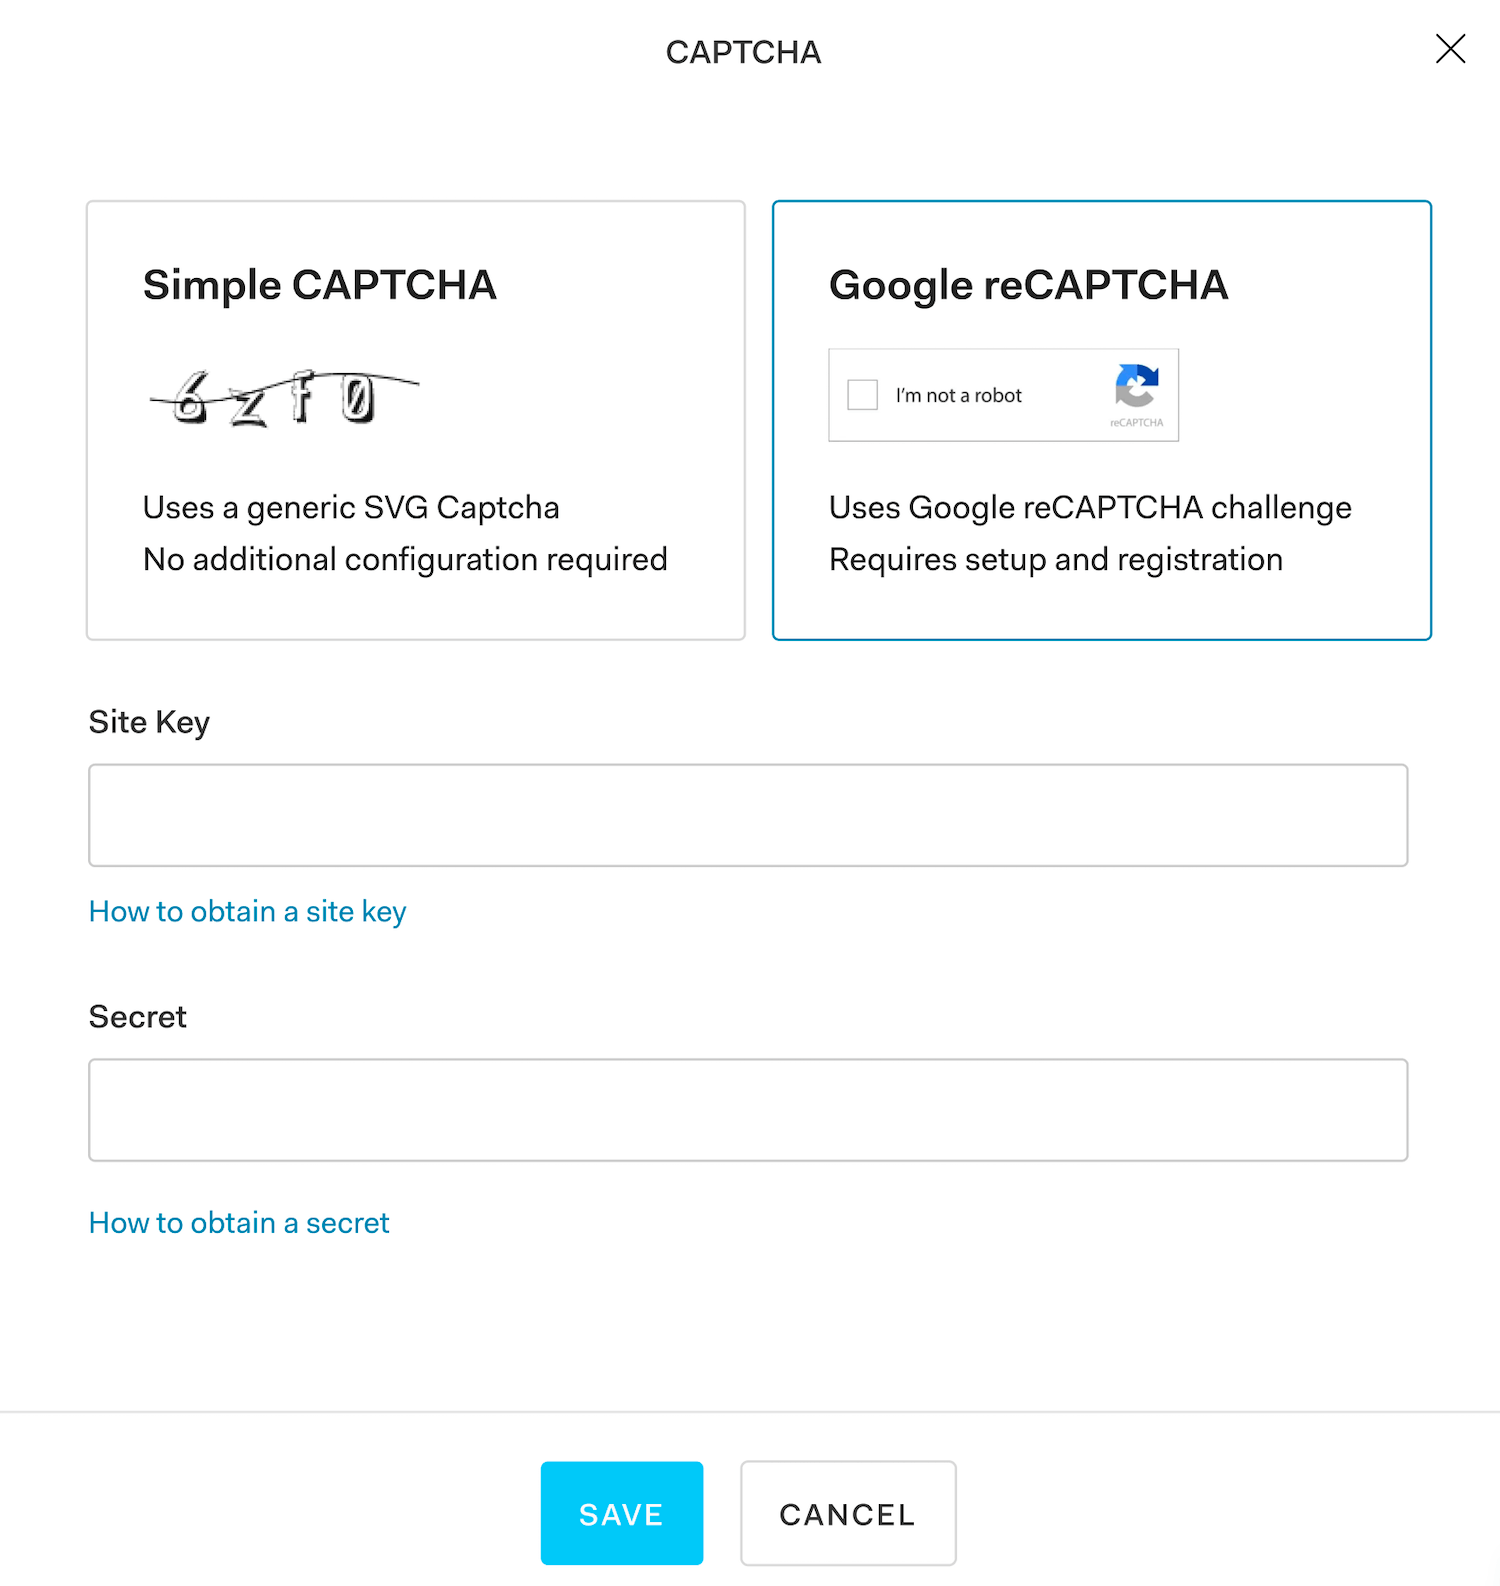 CAPTCHA
Simple CAPTCHA
6zf0
Uses a generic SVG Captcha
No additional configuration required
Google reCAPTCHA
I'm not a robot
reCAPTCHA
Uses Google reCAPTCHA challenge
Requires setup and registration
Site Key
How to obtain a site key
Secret
How to obtain a secret
SAVE
CANCEL